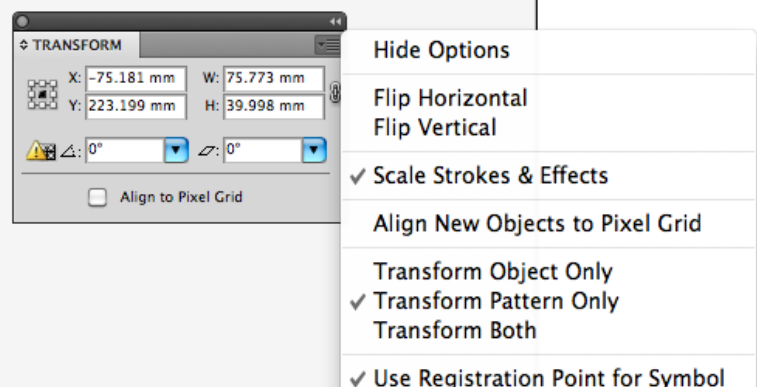 TRANSFORM
X: -75.181 mm W: 75.773 mm
Y: 223.199 mm H: 39.998 mm
0° 0°
Align to Pixel Grid
Hide Options
Flip Horizontal
Flip Vertical
✓ Scale Strokes & Effects
Align New Objects to Pixel Grid
Transform Object Only
✓ Transform Pattern Only
Transform Both
✓ Use Registration Point for Symbol